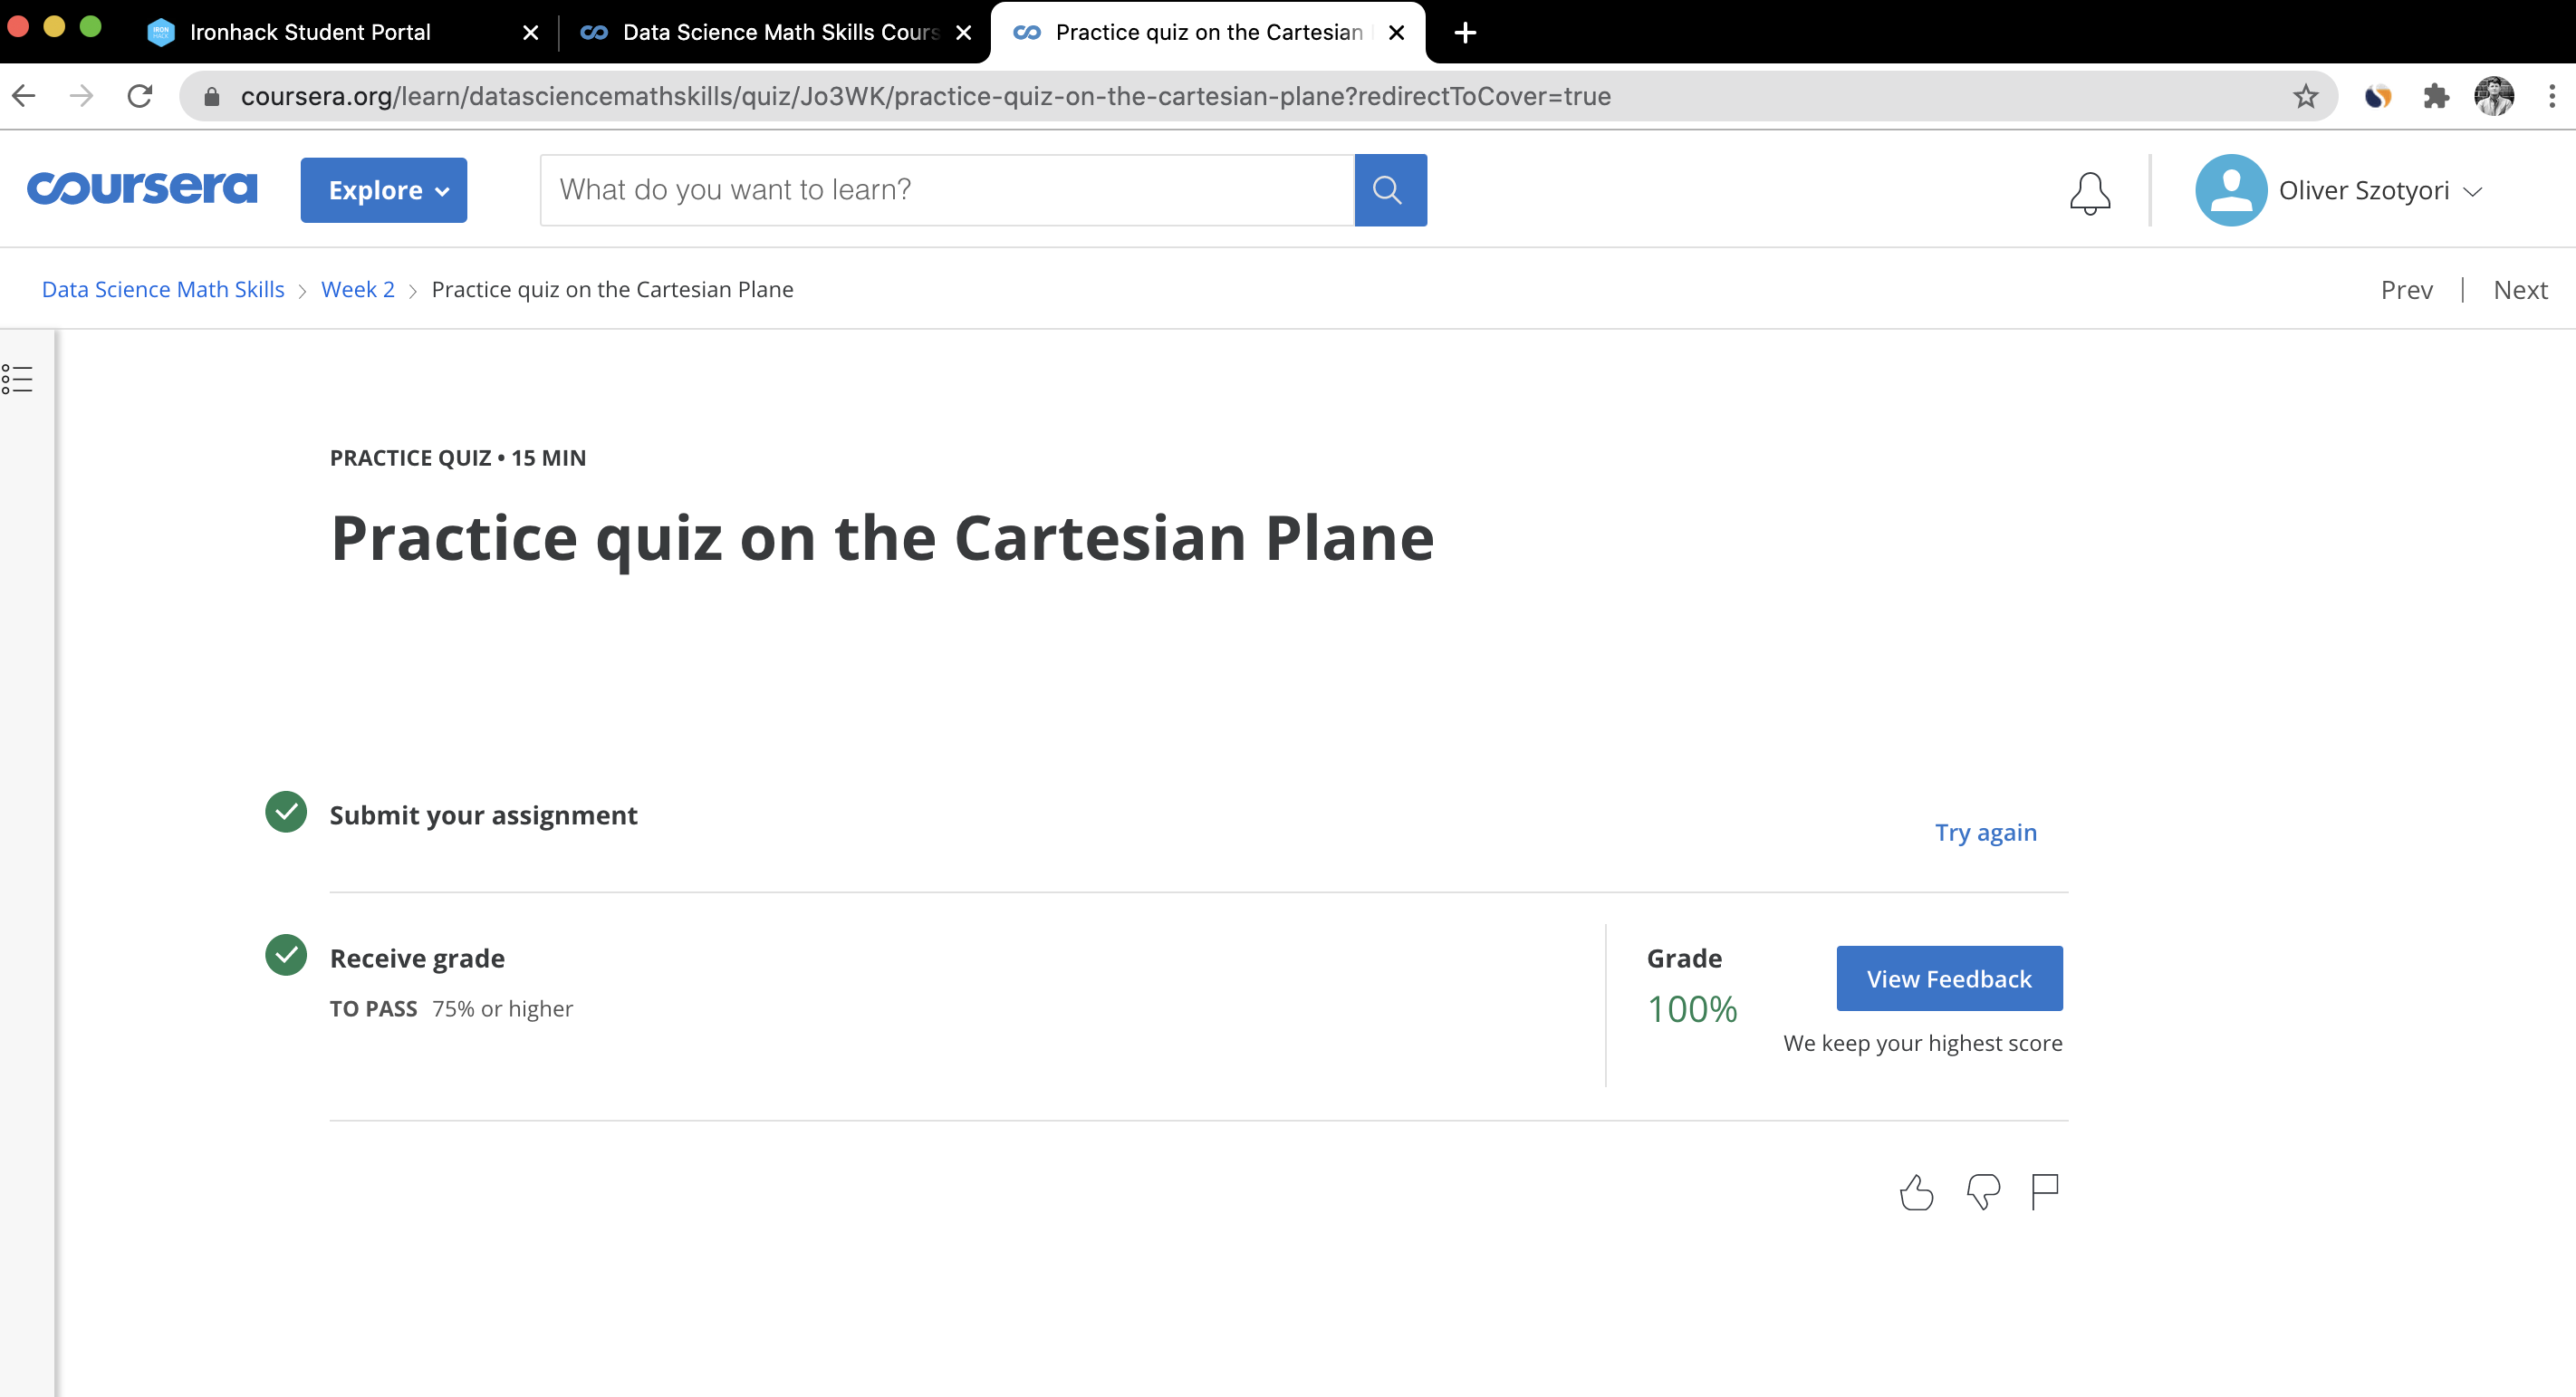 Ironhack Student Portal
Data Science Math Skills Cours
Practice quiz on the Cartesian
coursera.org/learn/datasciencemathskills/quiz/Jo3WK/practice-quiz-on-the-cartesian-plane?redirectToCover=true
coursera
Explore
What do you want to learn?
Oliver Szotyori
Data Science Math Skills
Week 2
Practice quiz on the Cartesian Plane
Prev
Next
PRACTICE QUIZ • 15 MIN
Practice quiz on the Cartesian Plane
Submit your assignment
Try again
Receive grade
TO PASS 75% or higher
Grade
100%
View Feedback
We keep your highest score